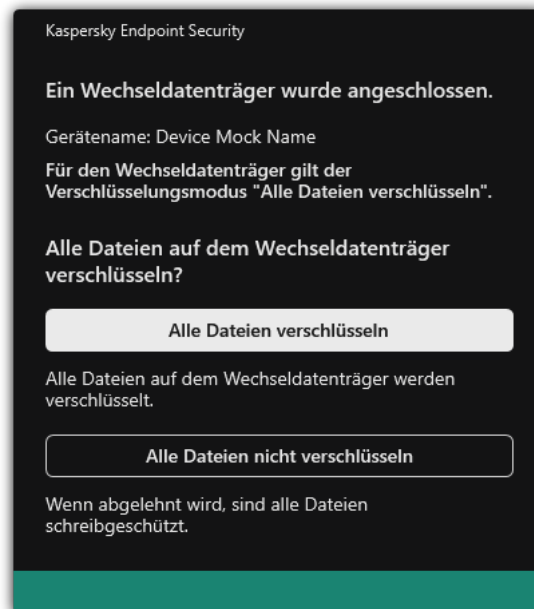 Kaspersky Endpoint Security
Ein Wechseldatenträger wurde angeschlossen.
Gerätename: Device Mock Name
Für den Wechseldatenträger gilt der
Verschlüsselungsmodus "Alle Dateien verschlüsseln".
Alle Dateien auf dem Wechseldatenträger
verschlüsseln?
Alle Dateien verschlüsseln
Alle Dateien auf dem Wechseldatenträger werden
verschlüsselt.
Alle Dateien nicht verschlüsseln
Wenn abgelehnt wird, sind alle Dateien
schreibgeschützt.